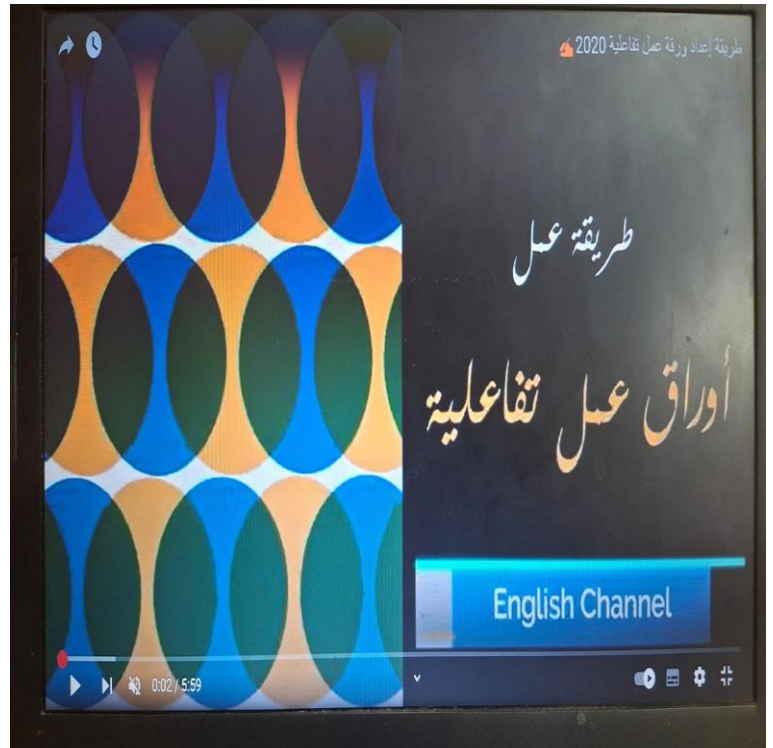 طريقة إعداد ورقة عمل تفاعلية 2020
طريقة عمل
أوراق عمل تفاعلية
English Channel
0:02 / 5:59